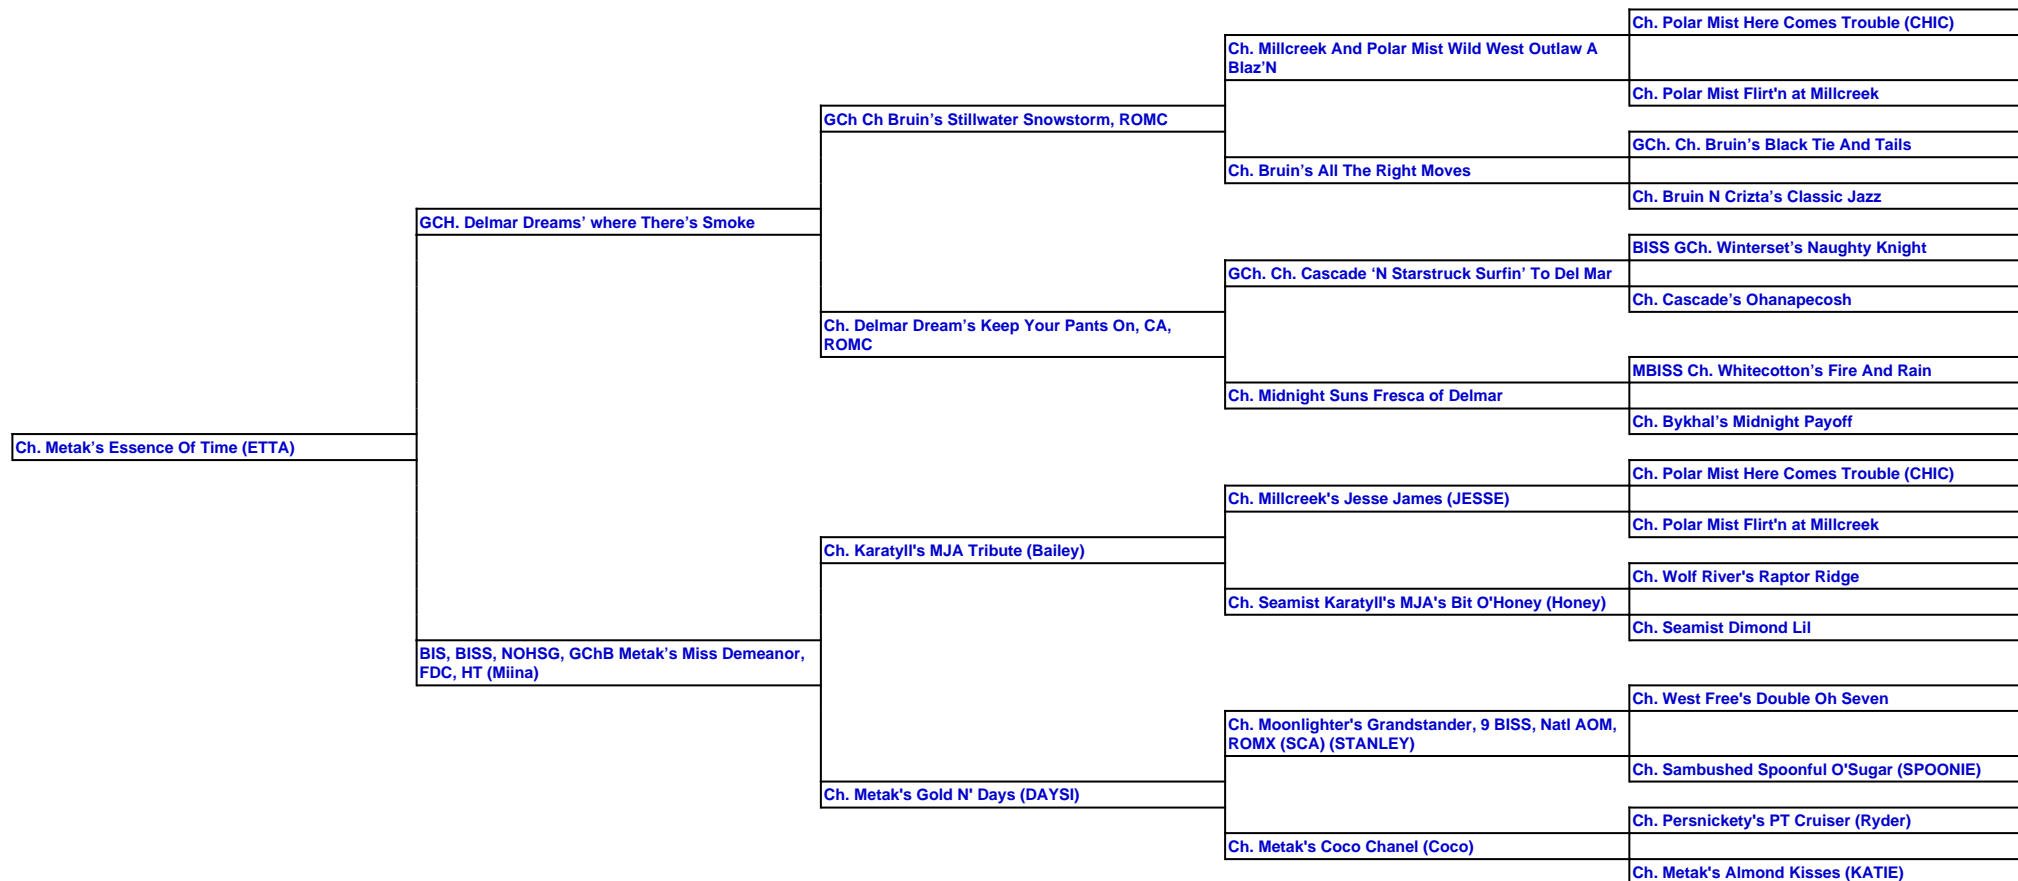 Ch. Polar Mist Here Comes Trouble (CHIC)
Ch. Millcreek And Polar Mist Wild West Outlaw A
Blaz’N
Ch. Polar Mist Flirt'n at Millcreek
GCh Ch Bruin’s Stillwater Snowstorm, ROMC
GCh. Ch. Bruin’s Black Tie And Tails
Ch. Bruin’s All The Right Moves
Ch. Bruin N Crizta’s Classic Jazz
GCH. Delmar Dreams’ where There’s Smoke
BISS GCh. Winterset’s Naughty Knight
GCh. Ch. Cascade ‘N Starstruck Surfin’ To Del Mar
Ch. Cascade’s Ohanapecosh
Ch. Delmar Dream’s Keep Your Pants On, CA,
ROMC
MBISS Ch. Whitecotton’s Fire And Rain
Ch. Midnight Suns Fresca of Delmar
Ch. Bykhal’s Midnight Payoff
Ch. Metak’s Essence Of Time (ETTA)
Ch. Polar Mist Here Comes Trouble (CHIC)
Ch. Millcreek's Jesse James (JESSE)
Ch. Polar Mist Flirt'n at Millcreek
Ch. Karatyll's MJA Tribute (Bailey)
Ch. Wolf River's Raptor Ridge
Ch. Seamist Karatyll's MJA's Bit O'Honey (Honey)
Ch. Seamist Dimond Lil
BIS, BISS, NOHSG, GChB Metak’s Miss Demeanor,
FDC, HT (Miina)
Ch. West Free's Double Oh Seven
Ch. Moonlighter's Grandstander, 9 BISS, Natl AOM,
ROMX (SCA) (STANLEY)
Ch. Sambushed Spoonful O'Sugar (SPOONIE)
Ch. Metak's Gold N' Days (DAYSI)
Ch. Persnickety's PT Cruiser (Ryder)
Ch. Metak's Coco Chanel (Coco)
Ch. Metak's Almond Kisses (KATIE)